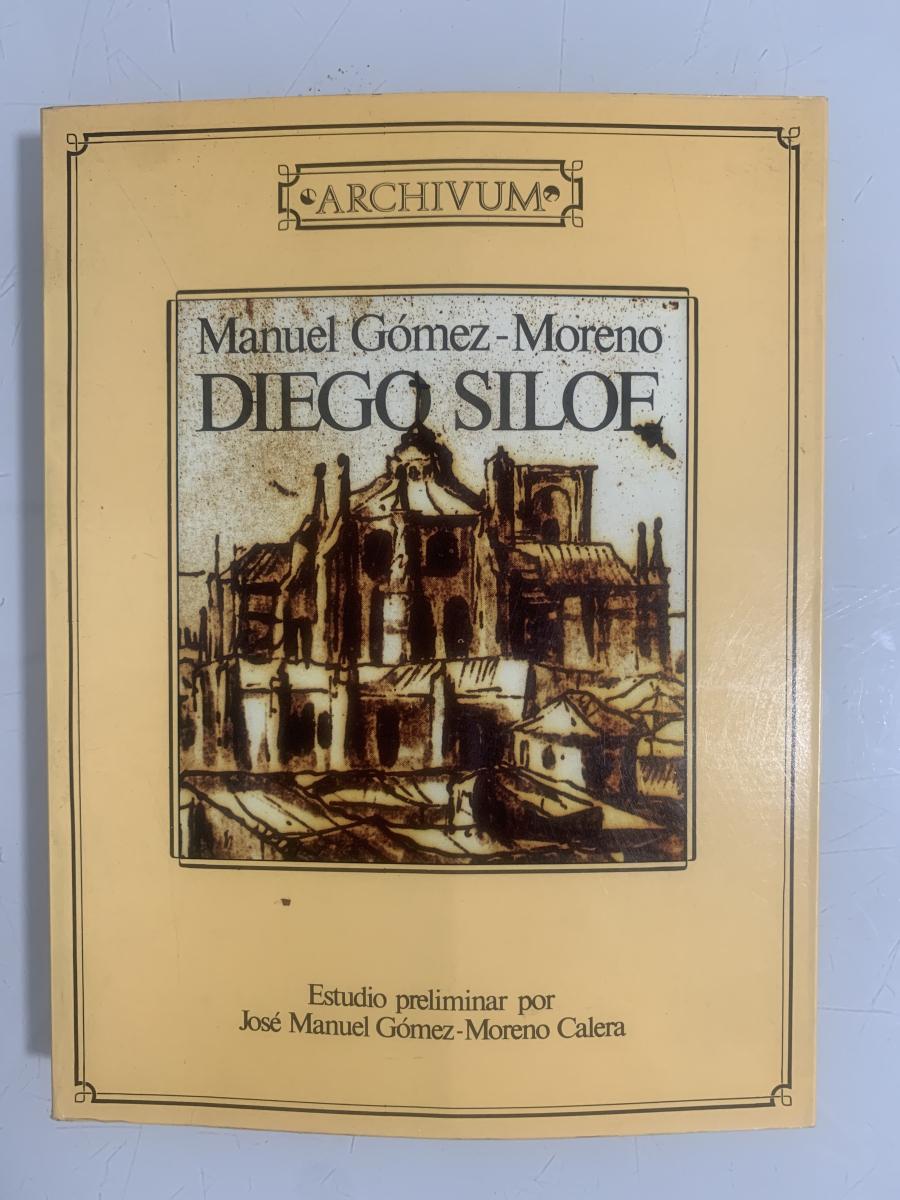 ARCHIVUM
Manuel Gómez-Moreno
DIEGO SILOE
Estudio preliminar por
José Manuel Gómez-Moreno Calera